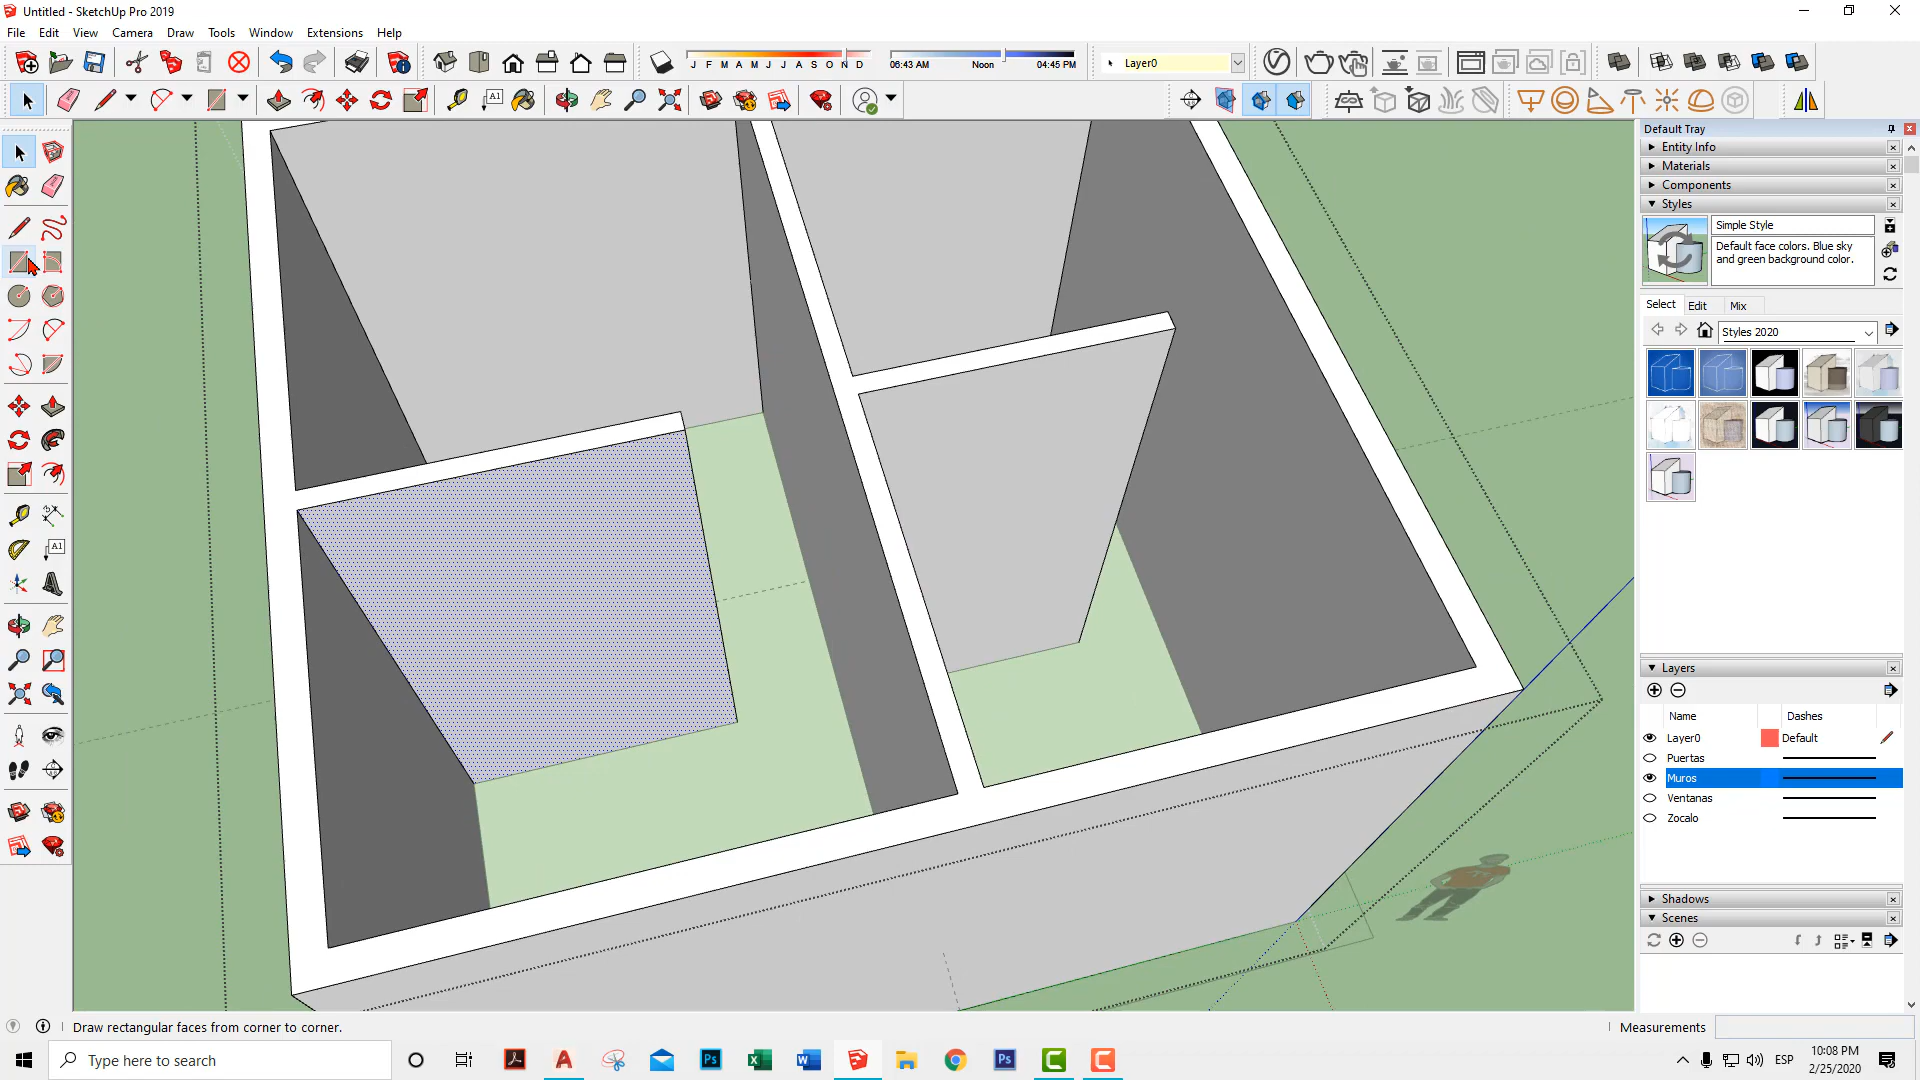 Untitled - SketchUp Pro 2019
File Edit View Camera Draw Tools Window Extensions Help
J F M A M J J A S O N D
06:43 AM Noon 04:45 PM
Layer0
A1
Default Tray
Entity Info
Materials
Components
Styles
Simple Style
Default face colors. Blue sky
and green background color.
Select Edit Mix
Styles 2020
A1
Layers
Name Dashes
Layer0 Default
Puertas
Muros
Ventanas
Zocalo
Shadows
Scenes
Draw rectangular faces from corner to corner.
Measurements
Type here to search
ESP
10:08 PM
2/25/2020